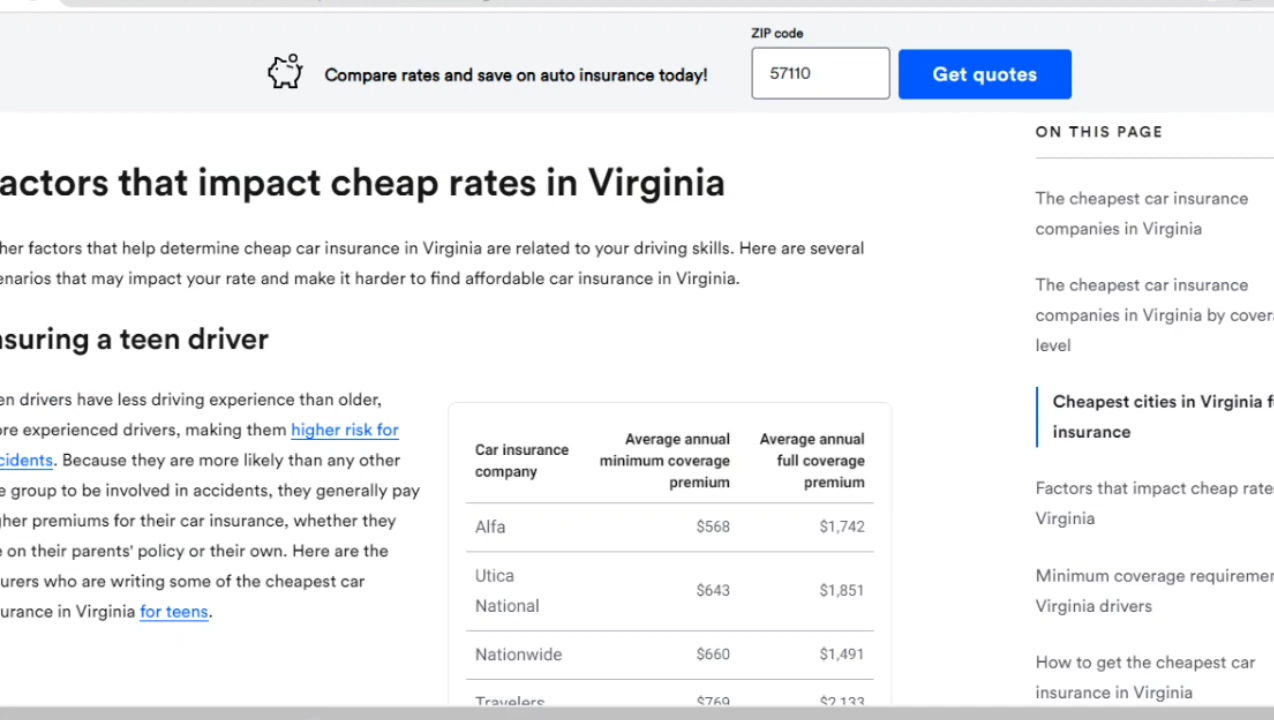 ZIP code
Compare rates and save on auto insurance today!
57110
Get quotes
ON THIS PAGE
actors that impact cheap rates in Virginia
The cheapest car insurance
companies in Virginia
her factors that help determine cheap car insurance in Virginia are related to your driving skills. Here are several
enarios that may impact your rate and make it harder to find affordable car insurance in Virginia.
The cheapest car insurance
companies in Virginia by cover
level
nsuring a teen driver
en drivers have less driving experience than older,
ore experienced drivers, making them higher risk for
cidents. Because they are more likely than any other
e group to be involved in accidents, they generally pay
gher premiums for their car insurance, whether they
e on their parents' policy or their own. Here are the
urers who are writing some of the cheapest car
urance in Virginia for teens.
Car insurance
company
Average annual
minimum coverage
premium
Average annual
full coverage
premium
Alfa $568 $1,742
Utica
National $643 $1,851
Nationwide $660 $1,491
Travelers $769 $2,133
Cheapest cities in Virginia f
insurance
Factors that impact cheap rate
Virginia
Minimum coverage requiremer
Virginia drivers
How to get the cheapest car
insurance in Virginia